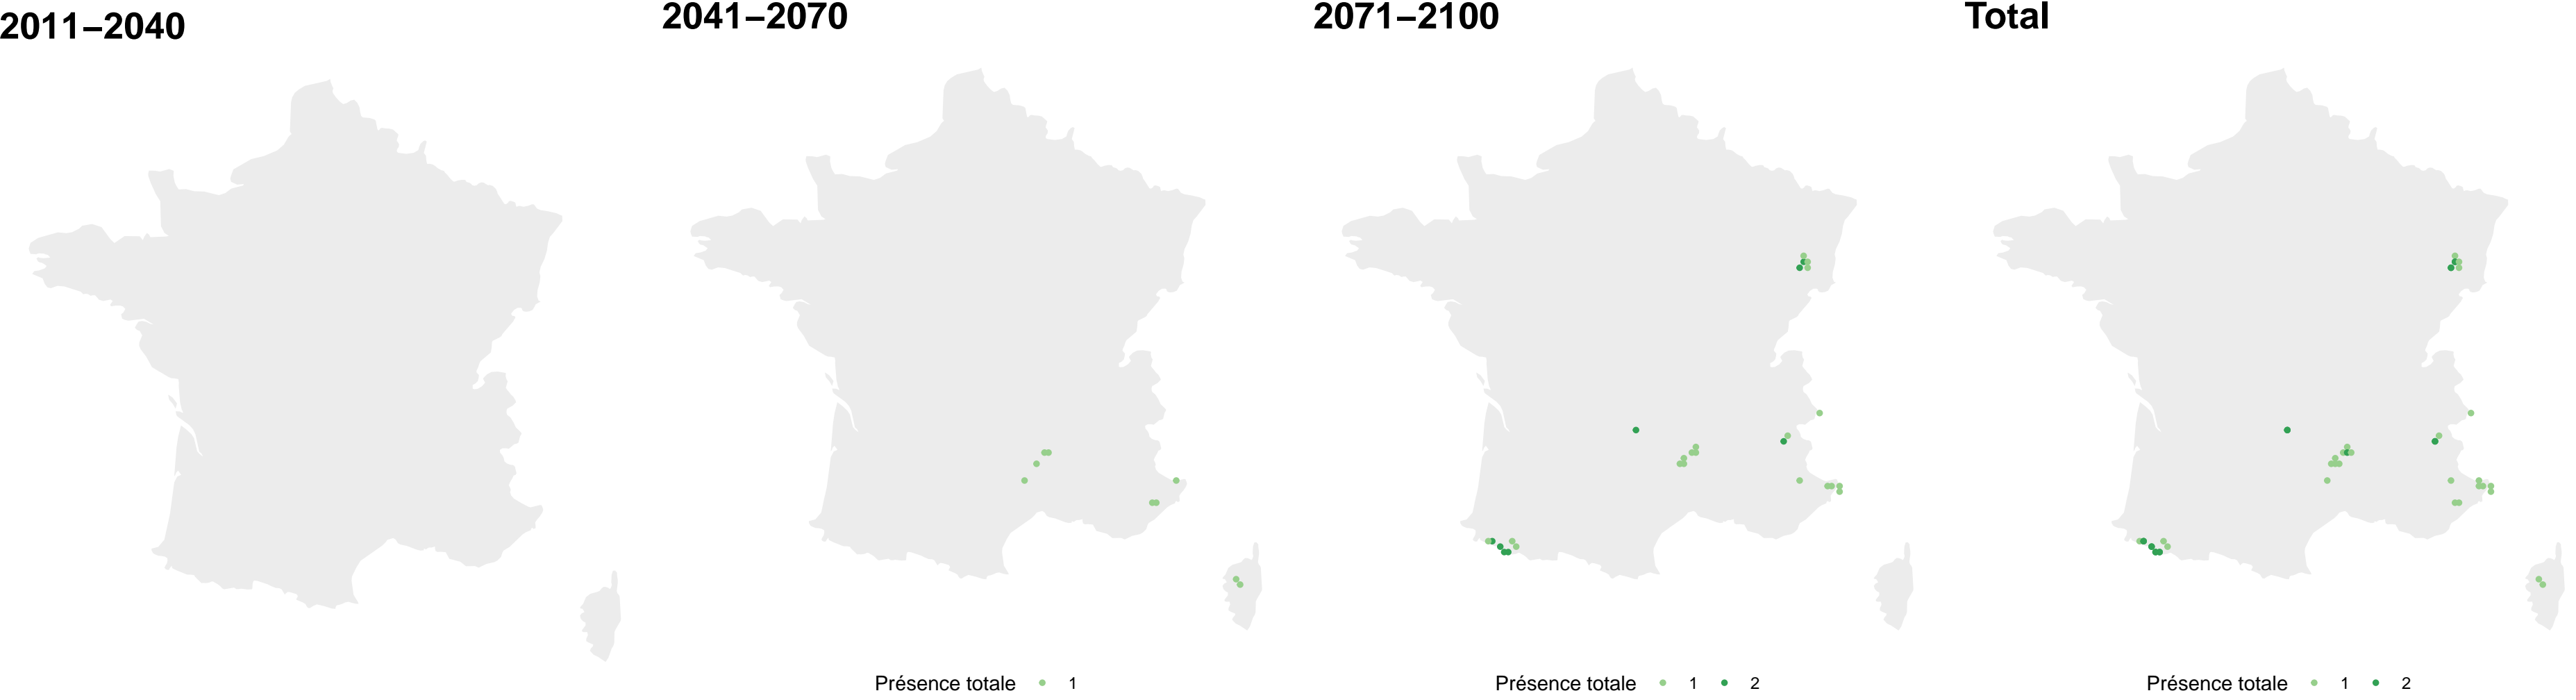 2011–2040
2041–2070
2071–2100
Total
Présence totale 1
Présence totale 1 2
Présence totale 1 2